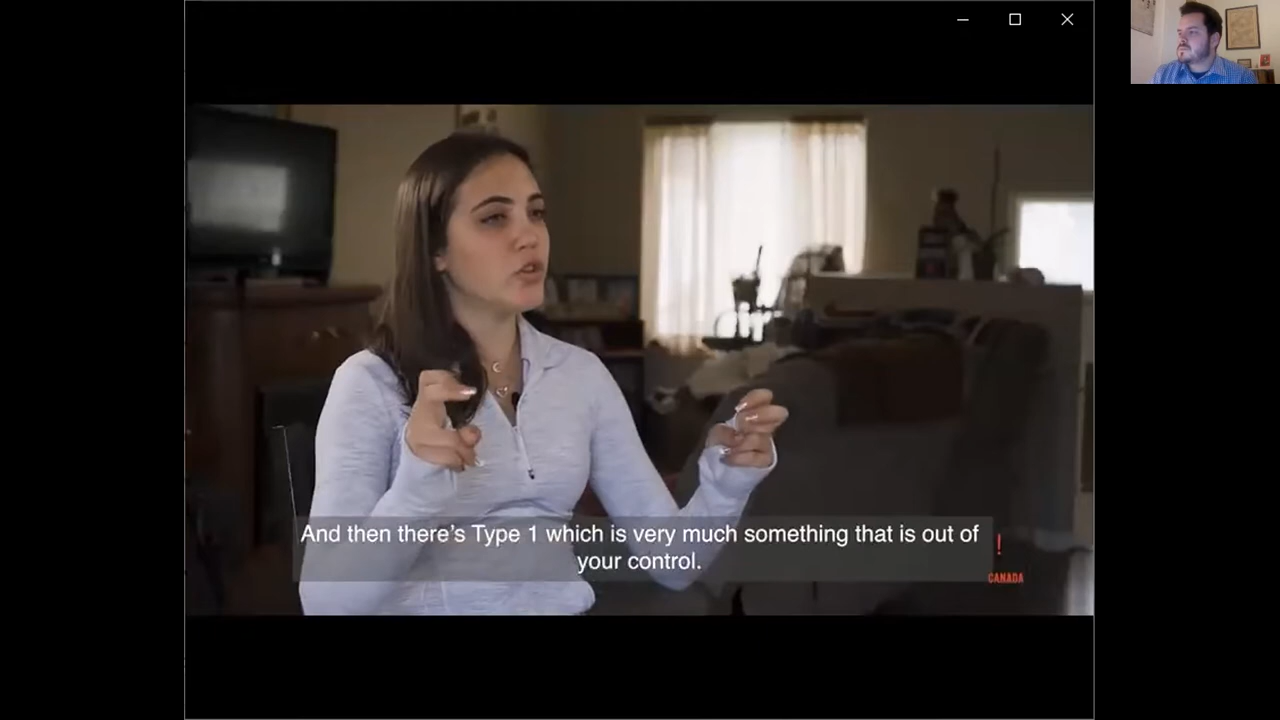 And then there's Type 1 which is very much something that is out of
your control.
!
CANADA